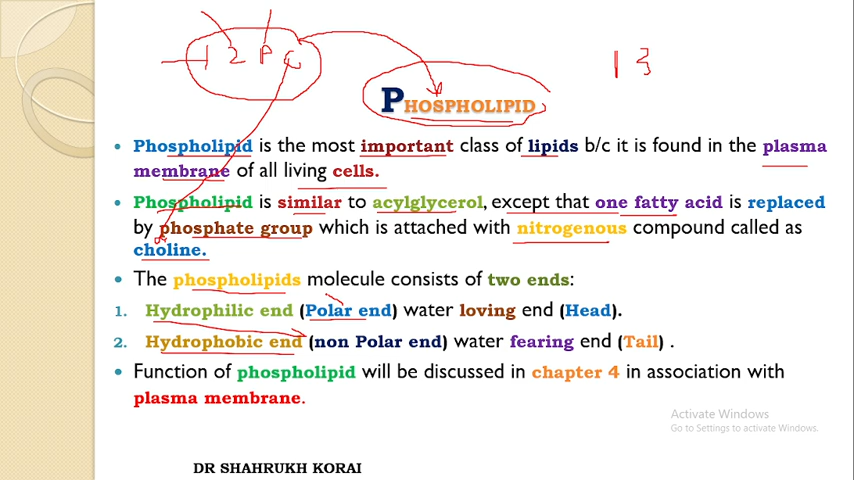 1 2 P C
1 3
PHOSPHOLIPID
• Phospholipid is the most important class of lipids b/c it is found in the plasma
membrane of all living cells.
• Phospholipid is similar to acylglycerol, except that one fatty acid is replaced
by phosphate group which is attached with nitrogenous compound called as
choline.
• The phospholipids molecule consists of two ends:
1. Hydrophilic end (Polar end) water loving end (Head).
2. Hydrophobic end (non Polar end) water fearing end (Tail) .
• Function of phospholipid will be discussed in chapter 4 in association with
plasma membrane.
Activate Windows
Go to Settings to activate Windows.
DR SHAHRUKH KORAI